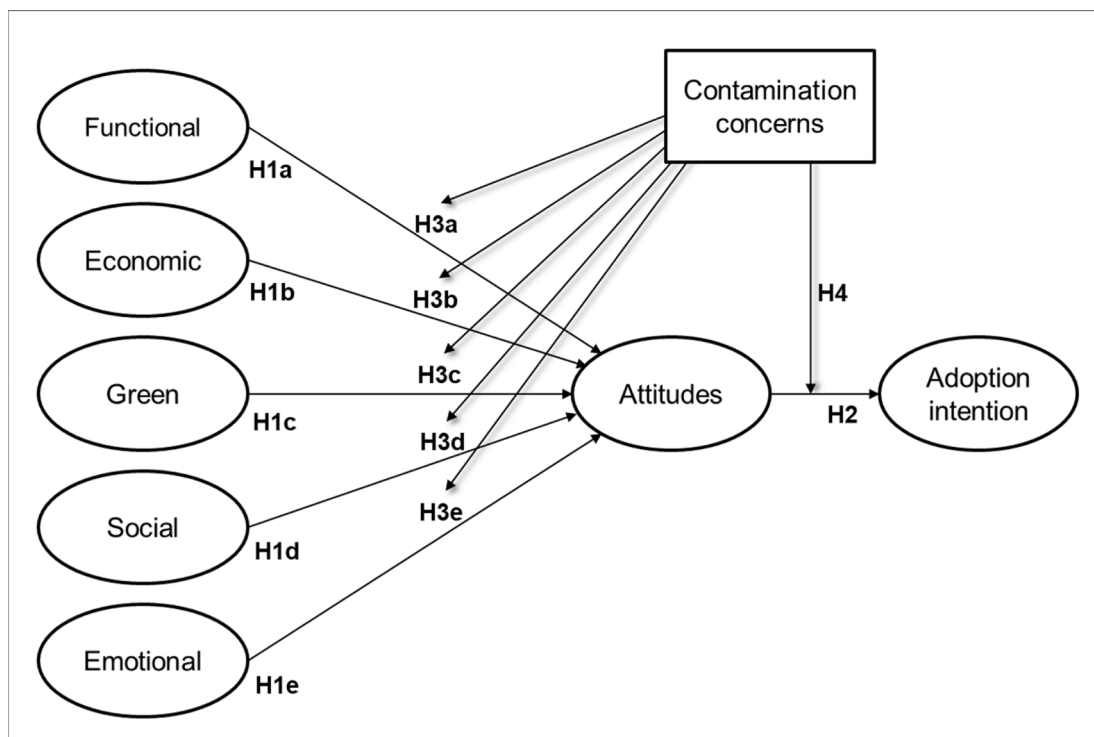 Contamination
concerns
Functional
H1a
H3a
Economic
H1b
H3b
H4
H3c
Green
H1c
Attitudes
H2
Adoption
intention
H3d
H3e
Social
H1d
Emotional
H1e